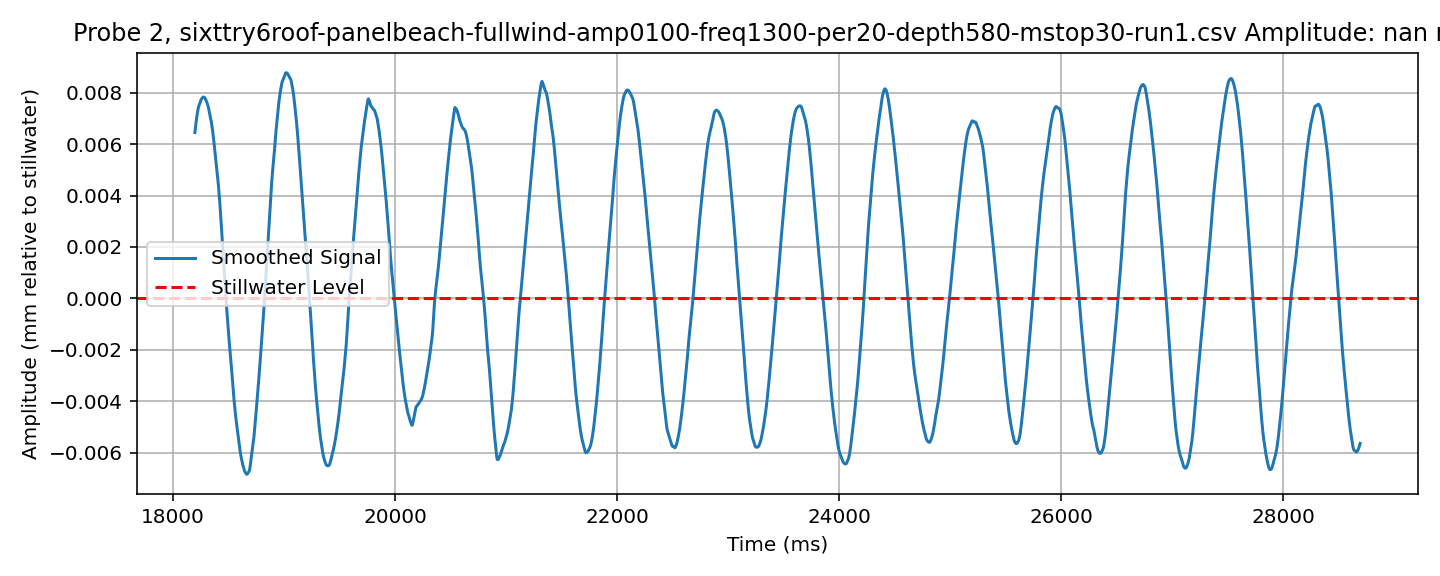 Probe 2, sixttry6roof-panelbeach-fullwind-amp0100-freq1300-per20-depth580-mstop30-run1.csv Amplitude: nan
Amplitude (mm relative to stillwater)
0.008
0.006
0.004
0.002
0.000
−0.002
−0.004
−0.006
Smoothed Signal
Stillwater Level
18000 20000 22000 24000 26000 28000
Time (ms)